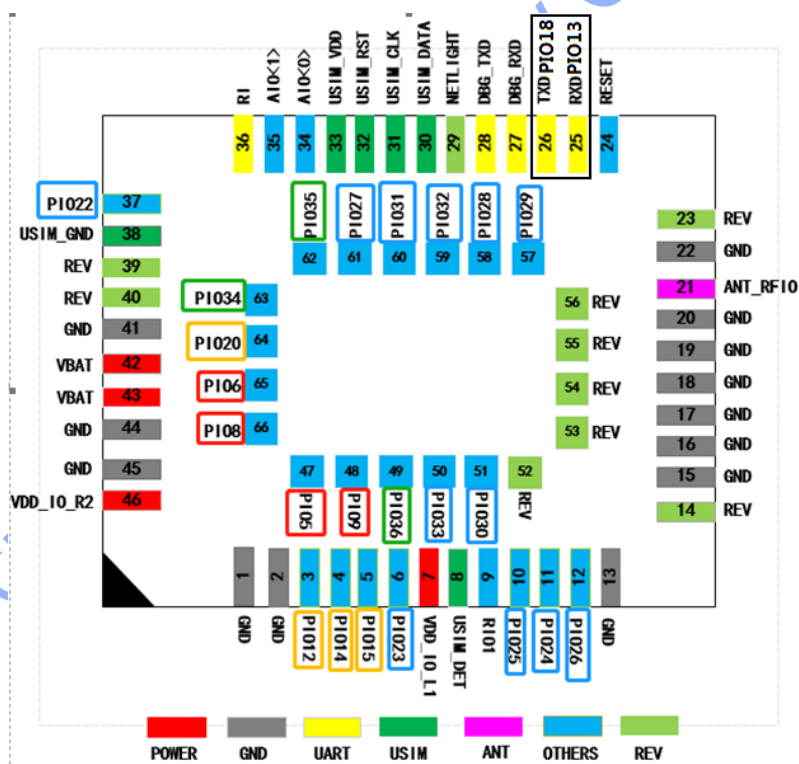 RI
AIO<1>
AIO<0>
USIM_VDD
USIM_RST
USIM_CLK
USIM_DATA
NETLIGHT
DBG_TXD
DBG_RXD
TXD PIO18
RXD PIO13
RESET
36
35
34
33
32
31
30
29
28
27
26
25
24
PIO22 37
USIM_GND 38
REV 39
REV 40
GND 41
VBAT 42
VBAT 43
GND 44
GND 45
VDD_IO_R2 46
PIO35
PIO27
PIO31
PIO32
PIO28
PIO29
62
61
60
59
58
57
PIO34 63
PIO20 64
PIO6 65
PIO8 66
56 REV
55 REV
54 REV
53 REV
23 REV
22 GND
21 ANT_RFIO
20 GND
19 GND
18 GND
17 GND
16 GND
15 GND
14 REV
47
48
49
50
51
52
PIO5
PIO9
PIO36
PIO33
PIO30
REV
1
2
3
4
5
6
7
8
9
10
11
12
13
GND
GND
PIO12
PIO14
PIO15
PIO23
VDD_IO_L1
USIM_DET
RIO1
PIO25
PIO24
PIO26
GND
POWER
GND
UART
USIM
ANT
OTHERS
REV